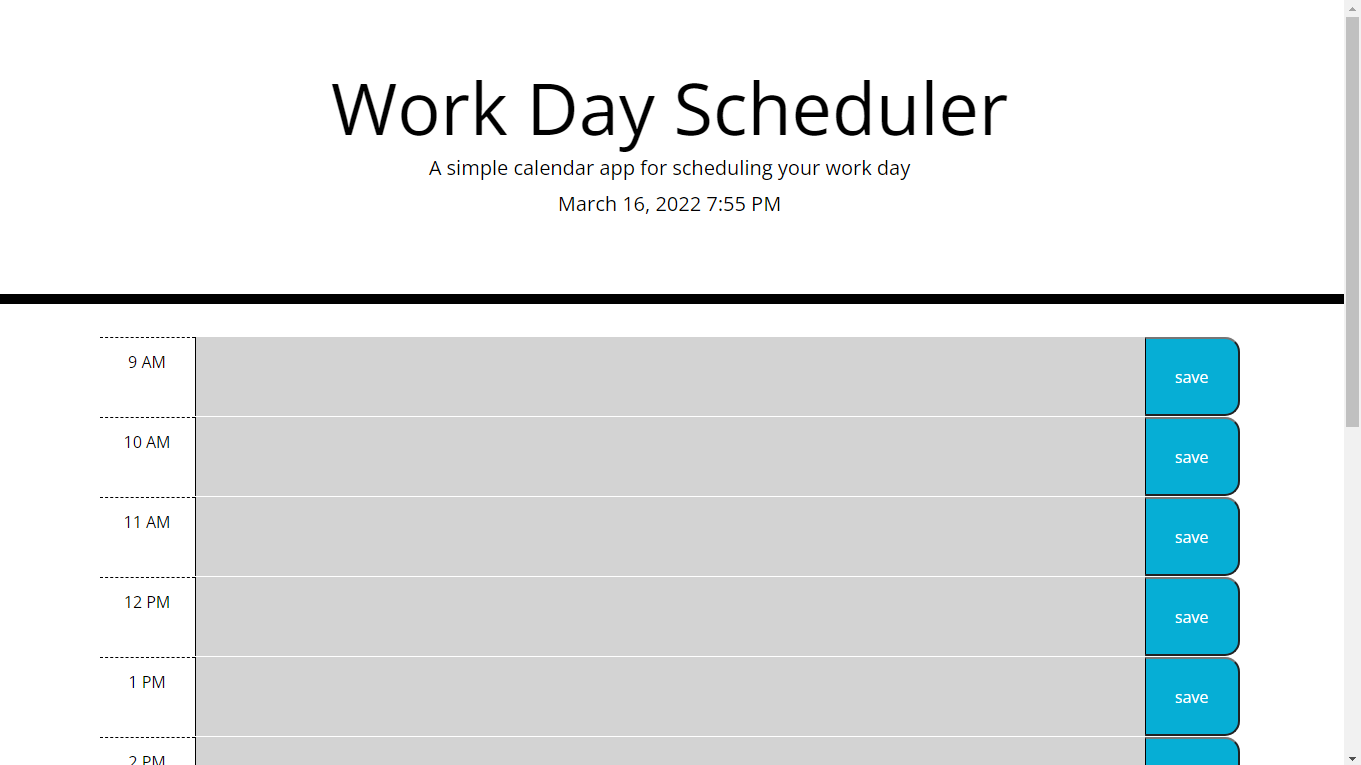 Work Day Scheduler
A simple calendar app for scheduling your work day
March 16, 2022 7:55 PM
9 AM
save
10 AM
save
11 AM
save
12 PM
save
1 PM
save
2 PM